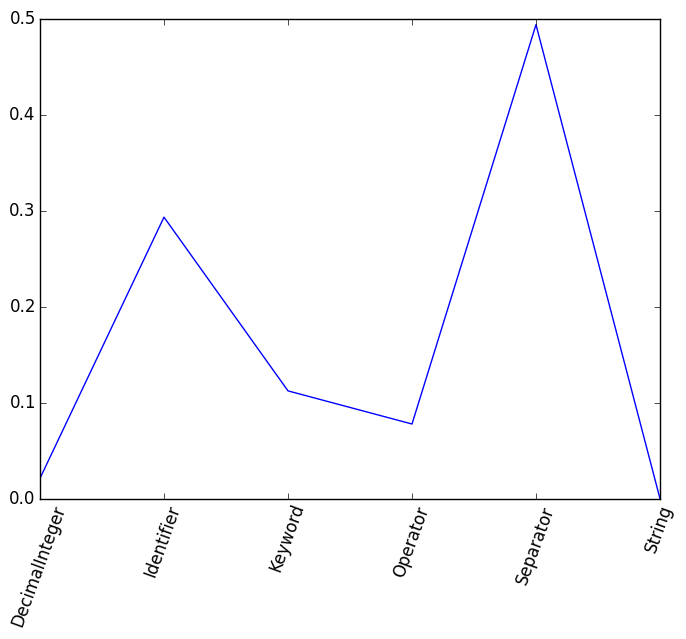 0.5
0.4
0.3
0.2
0.1
0.0
DecimalInteger
Identifier
Keyword
Operator
Separator
String